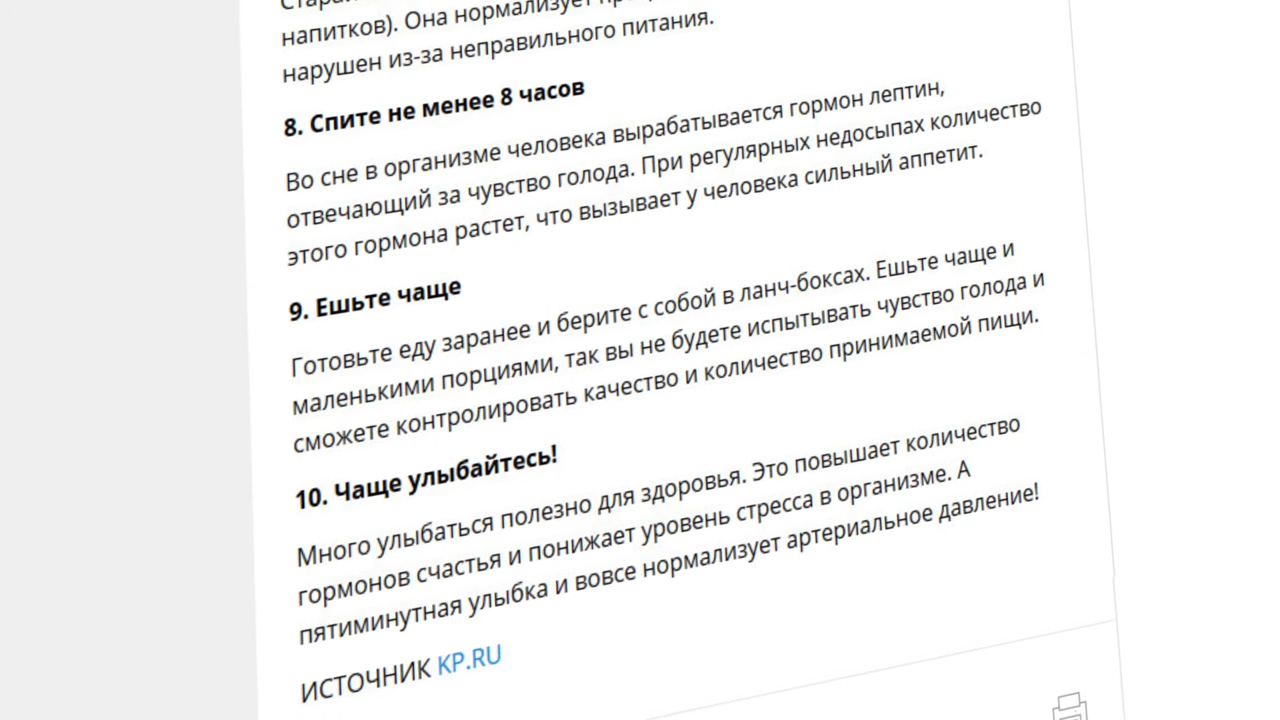 напитков). Она нормализует
нарушен из-за неправильного питания.
8. Спите не менее 8 часов
Во сне в организме человека вырабатывается гормон лептин,
отвечающий за чувство голода. При регулярных недосыпах количество
этого гормона растет, что вызывает у человека сильный аппетит.
9. Ешьте чаще
Готовьте еду заранее и берите с собой в ланч-боксах. Ешьте чаще и
маленькими порциями, так вы не будете испытывать чувство голода и
сможете контролировать качество и количество принимаемой пищи.
10. Чаще улыбайтесь!
Много улыбаться полезно для здоровья. Это повышает количество
гормонов счастья и понижает уровень стресса в организме. А
пятиминутная улыбка и вовсе нормализует артериальное давление!
ИСТОЧНИК KP.RU